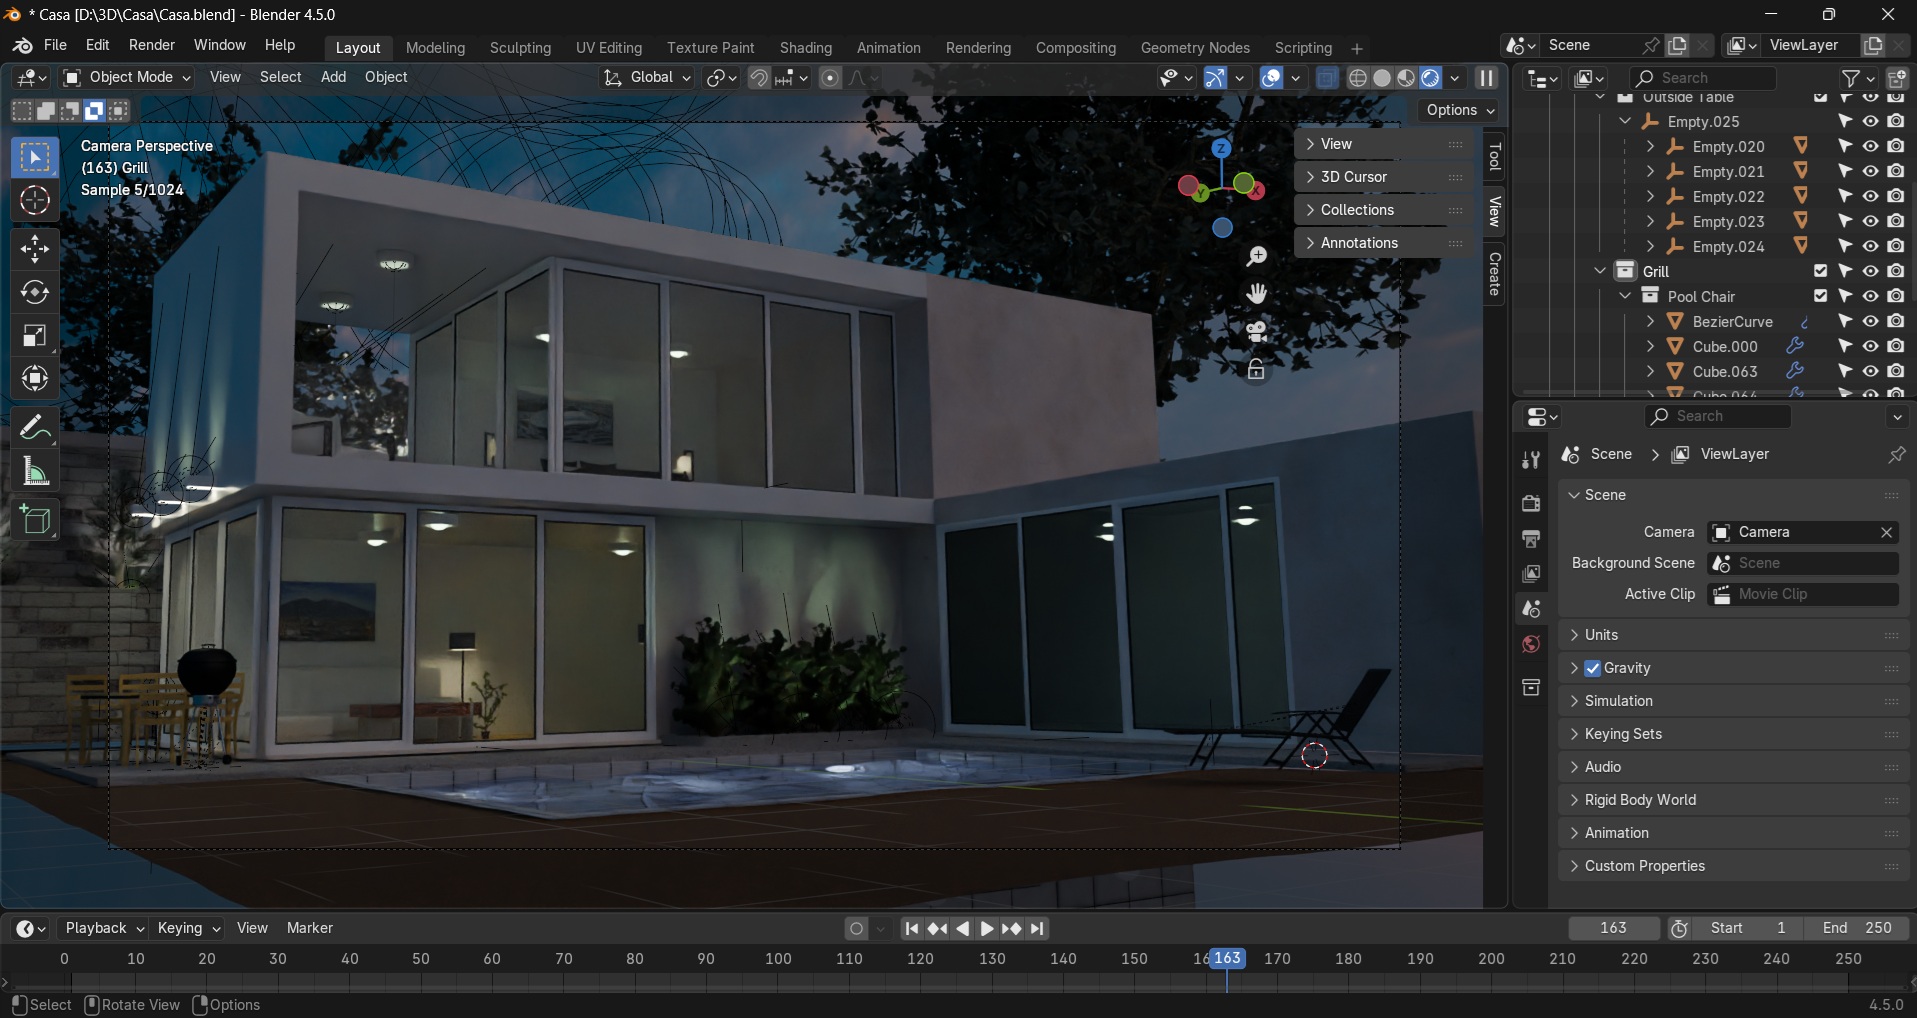 * Casa [D:\3D\Casa\Casa.blend] - Blender 4.5.0
File Edit Render Window Help
Layout Modeling Sculpting UV Editing Texture Paint Shading Animation Rendering Compositing Geometry Nodes Scripting +
Scene
ViewLayer
Object Mode View Select Add Object
Global
Options
Camera Perspective
(163) Grill
Sample 5/1024
Z
X
Y
View
3D Cursor
Collections
Annotations
Tool
View
Create
Search
Outside Table
Empty.025
Empty.020
Empty.021
Empty.022
Empty.023
Empty.024
Grill
Pool Chair
BezierCurve
Cube.000
Cube.063
Cube.064
Search
Scene > ViewLayer
Scene
Camera Camera
Background Scene Scene
Active Clip Movie Clip
Units
Gravity
Simulation
Keying Sets
Audio
Rigid Body World
Animation
Custom Properties
Playback Keying View Marker
163 Start 1 End 250
0 10 20 30 40 50 60 70 80 90 100 110 120 130 140 150 16 163 170 180 190 200 210 220 230 240 250
Select Rotate View Options
4.5.0